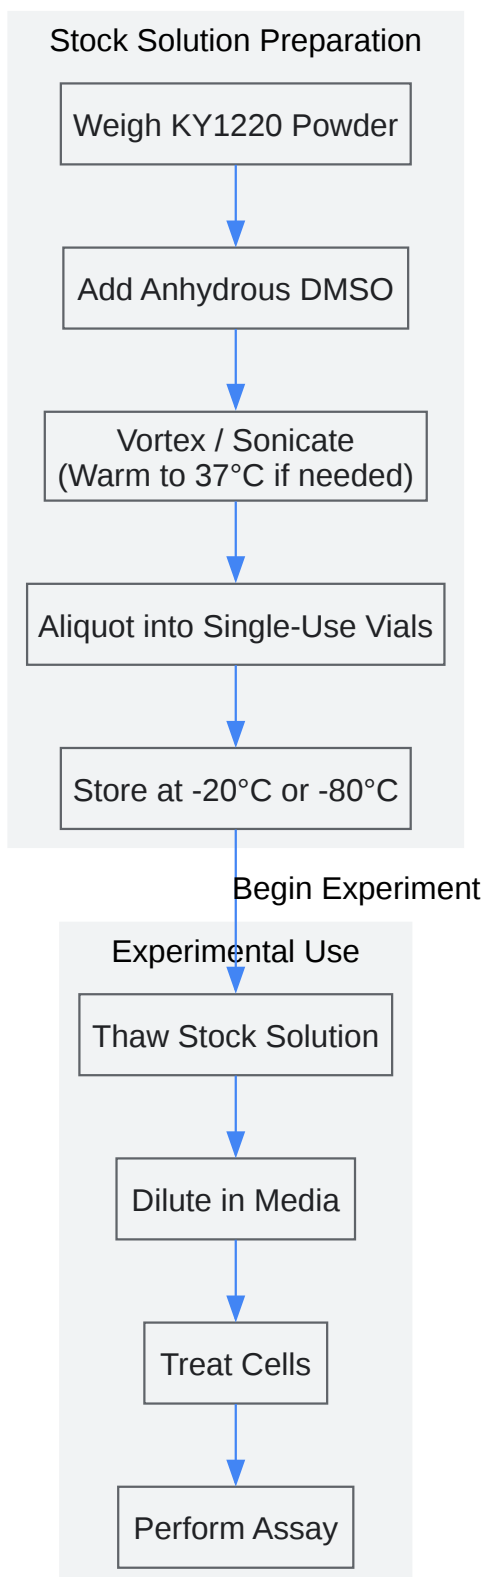 Stock Solution Preparation
Weigh KY1220 Powder
Add Anhydrous DMSO
Vortex / Sonicate
(Warm to 37°C if needed)
Aliquot into Single-Use Vials
Store at -20°C or -80°C
Begin Experiment
Experimental Use
Thaw Stock Solution
Dilute in Media
Treat Cells
Perform Assay